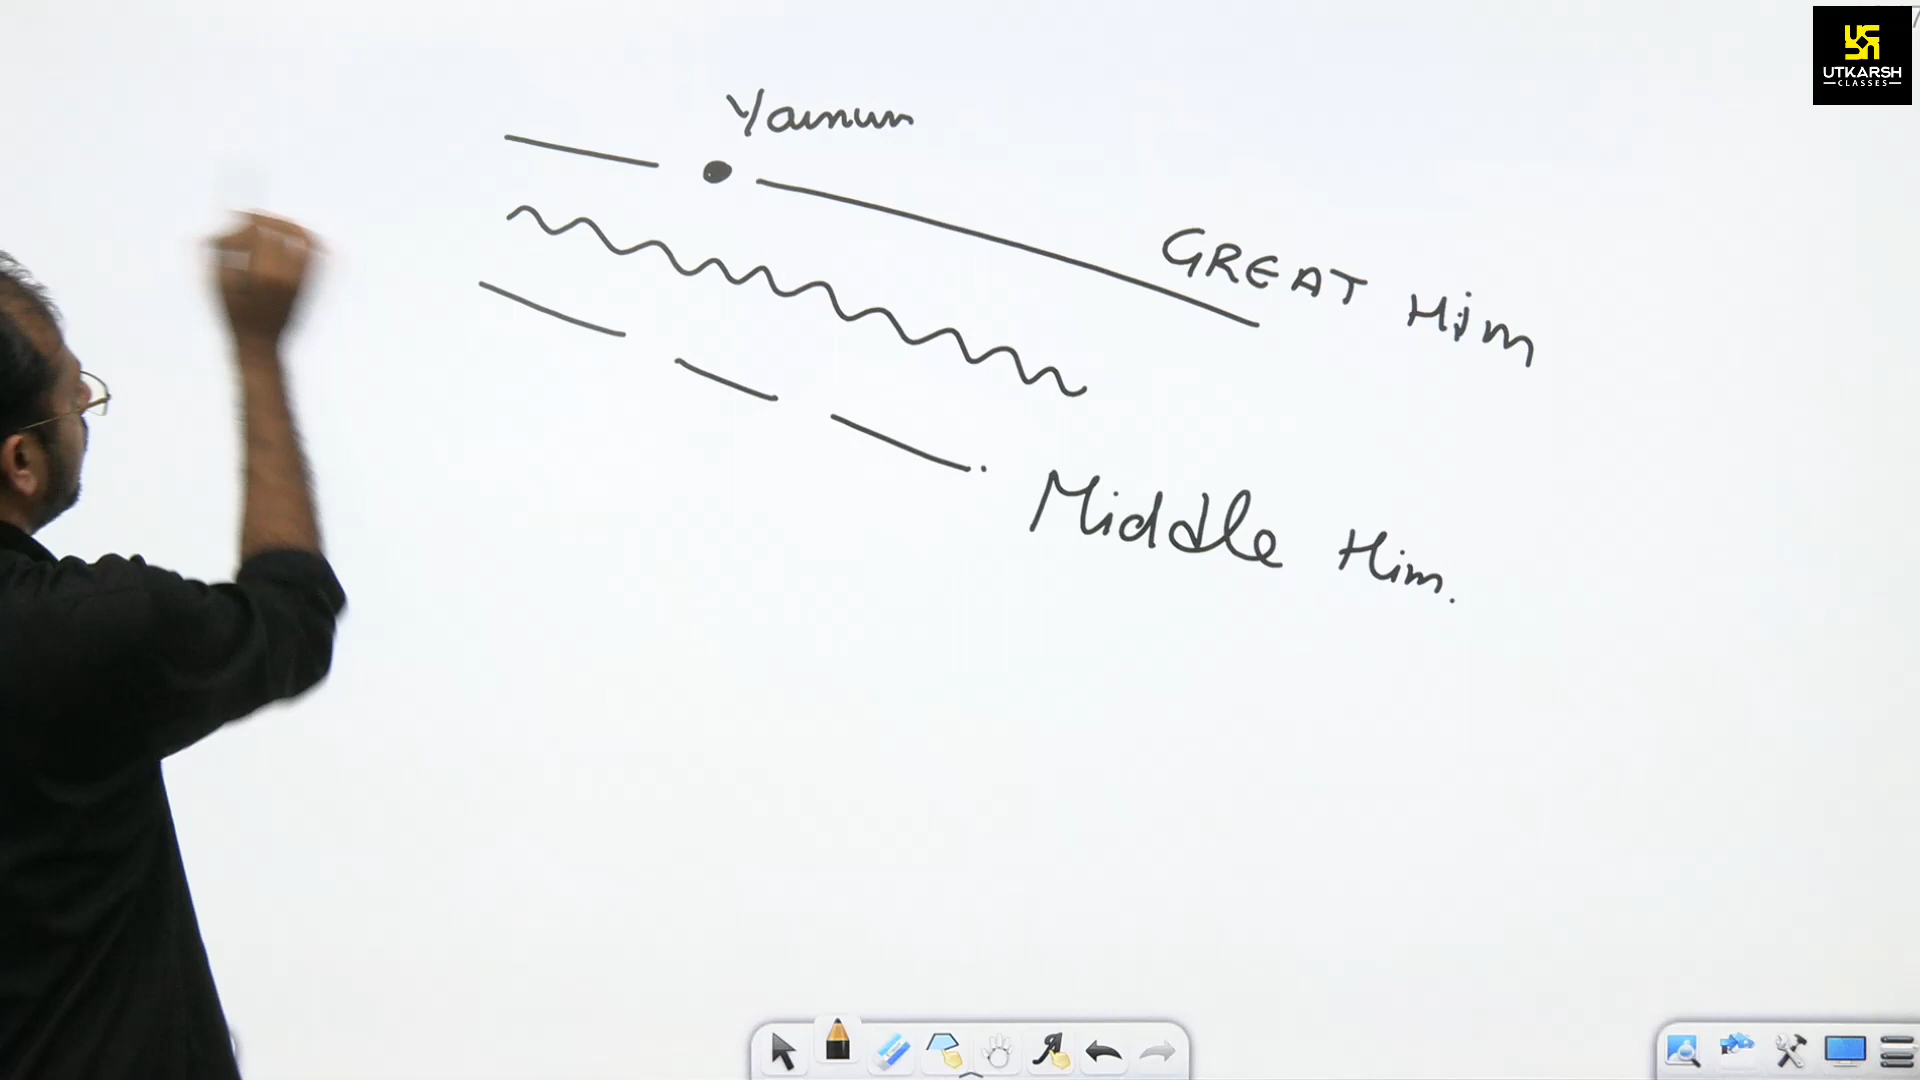 UTKARSH
CLASSES
Yamun
GREAT Him
Middle Him.